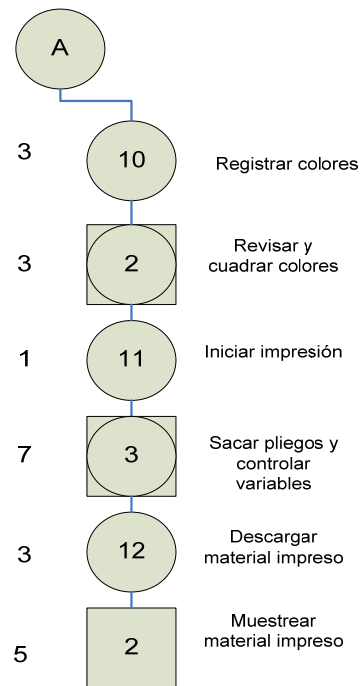 A
3
10
Registrar colores
3
2
Revisar y
cuadrar colores
1
11
Iniciar impresión
7
3
Sacar pliegos y
controlar
variables
3
12
Descargar
material impreso
5
2
Muestrear
material impreso